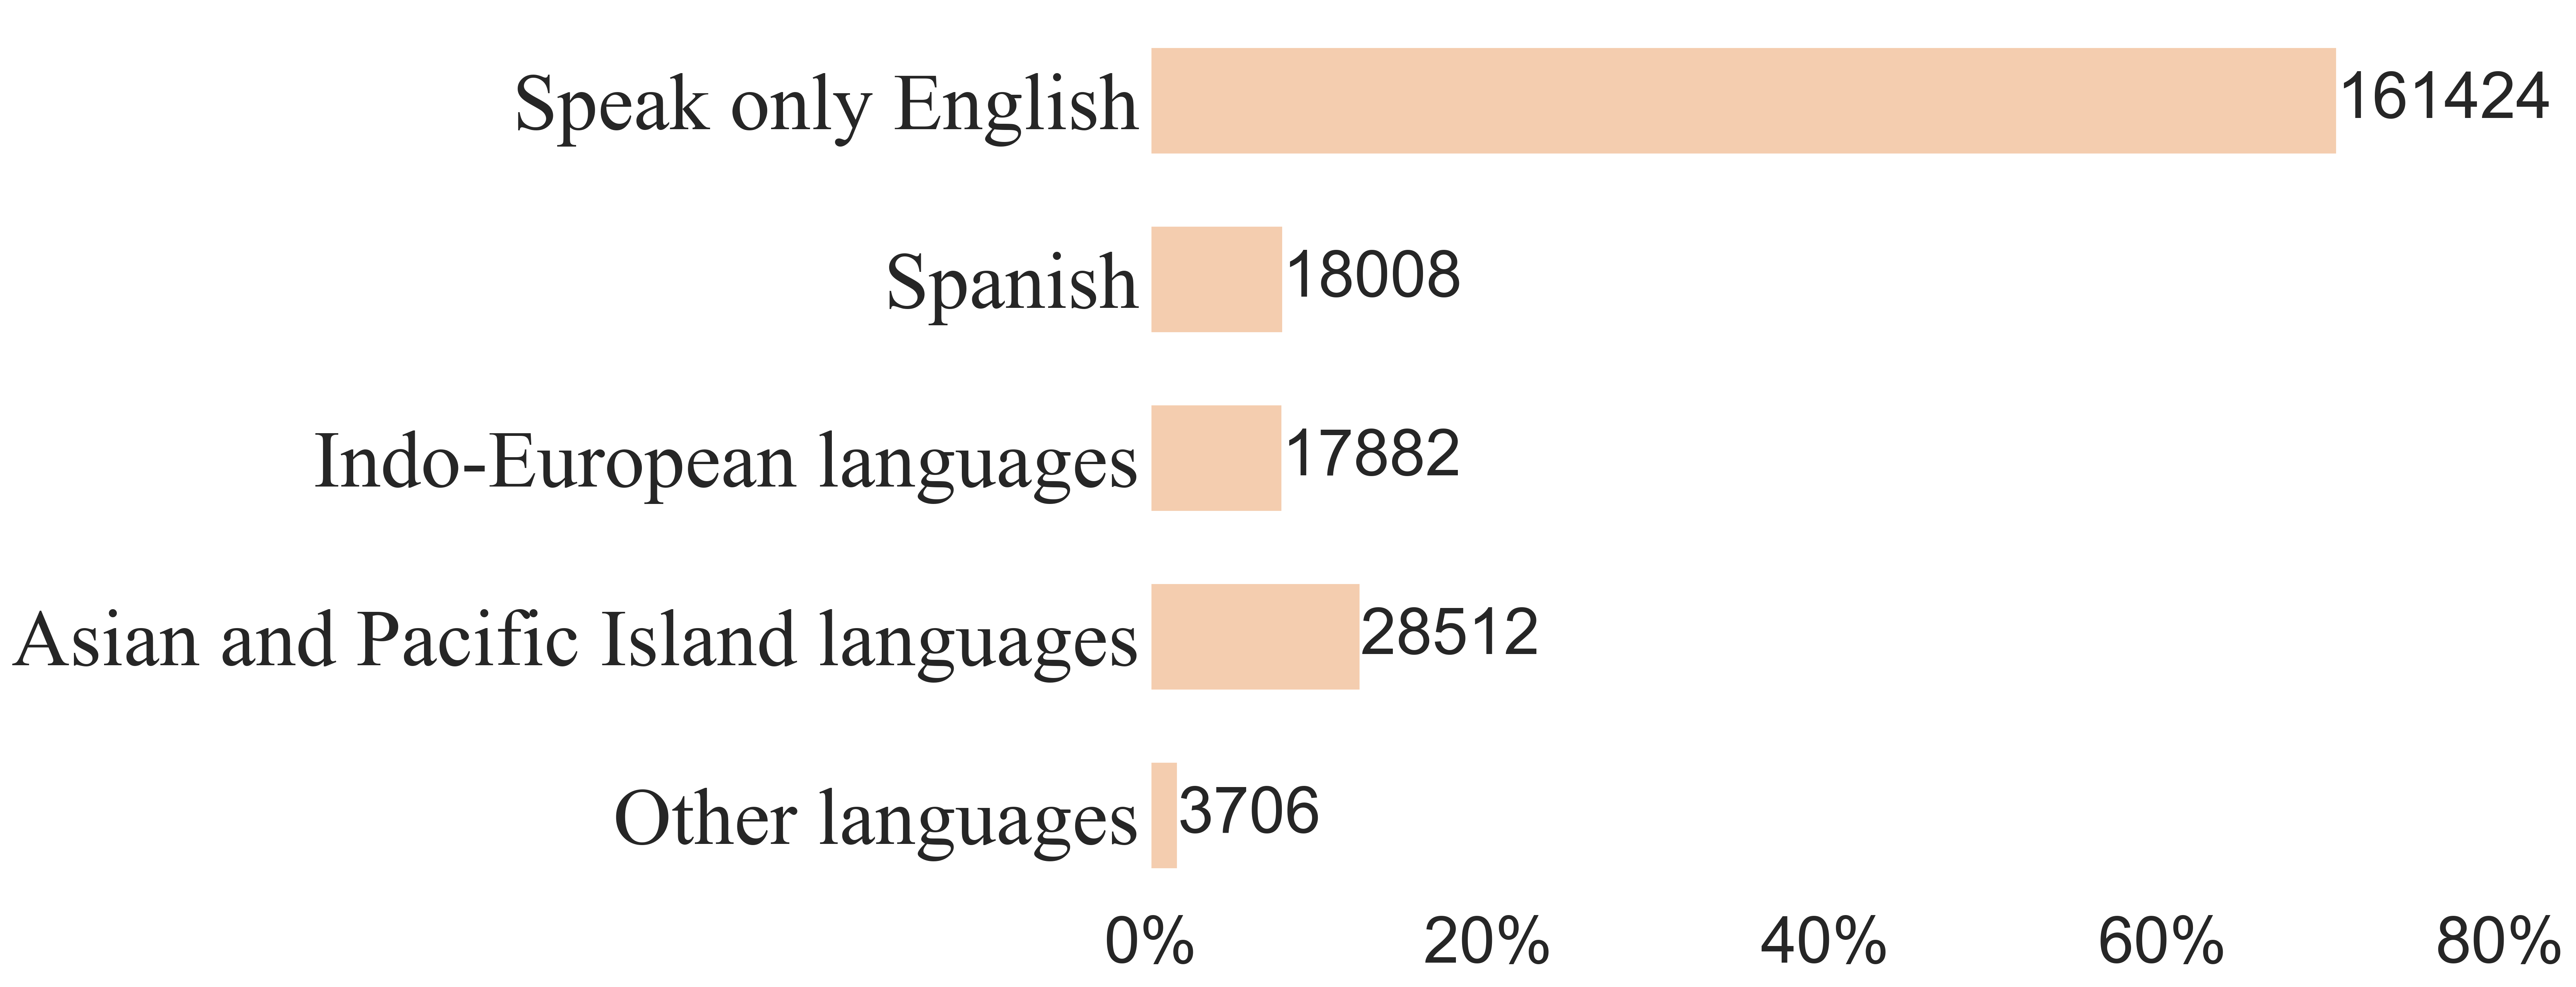 Speak only English 161424
Spanish 18008
Indo-European languages 17882
Asian and Pacific Island languages 28512
Other languages 3706
0% 20% 40% 60% 80%